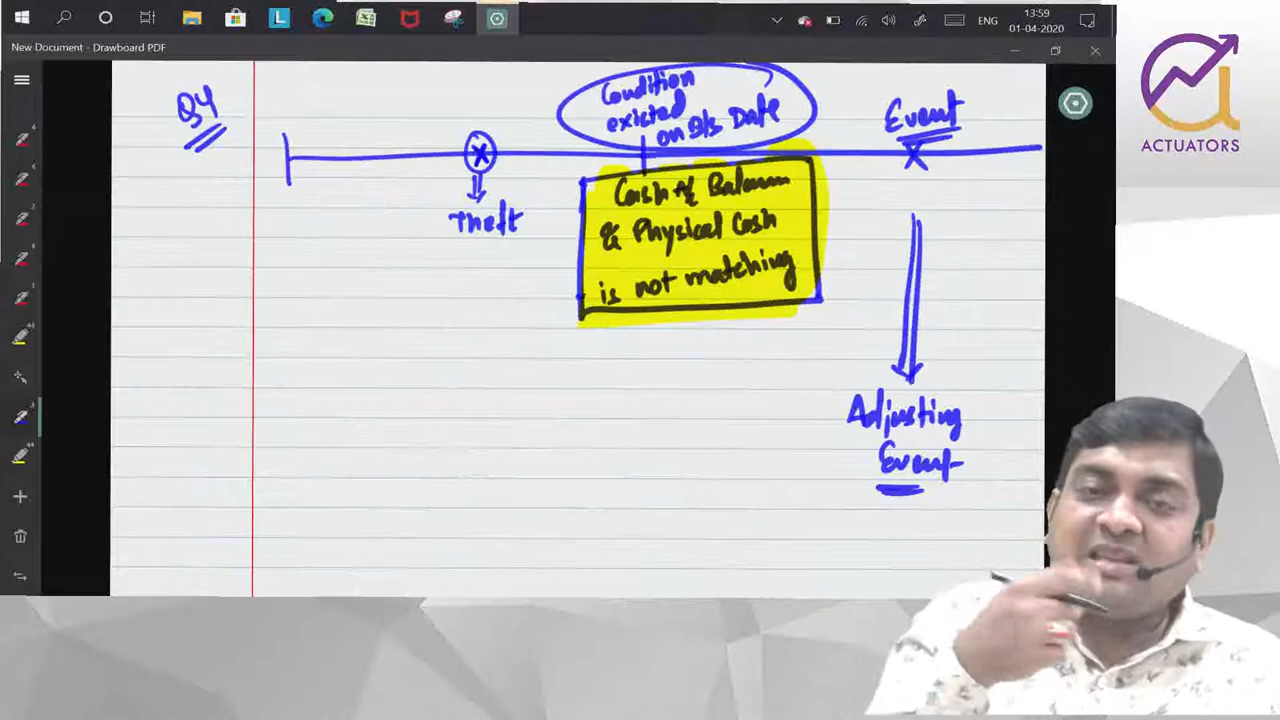 13:59
ENG
01-04-2020
New Document - Drawboard PDF
ACTUATORS
Q4
Condition
existed
on B/s Date
Event
Theft
Cash A/c Balance
& Physical Cash
is not matching
Adjusting
Event